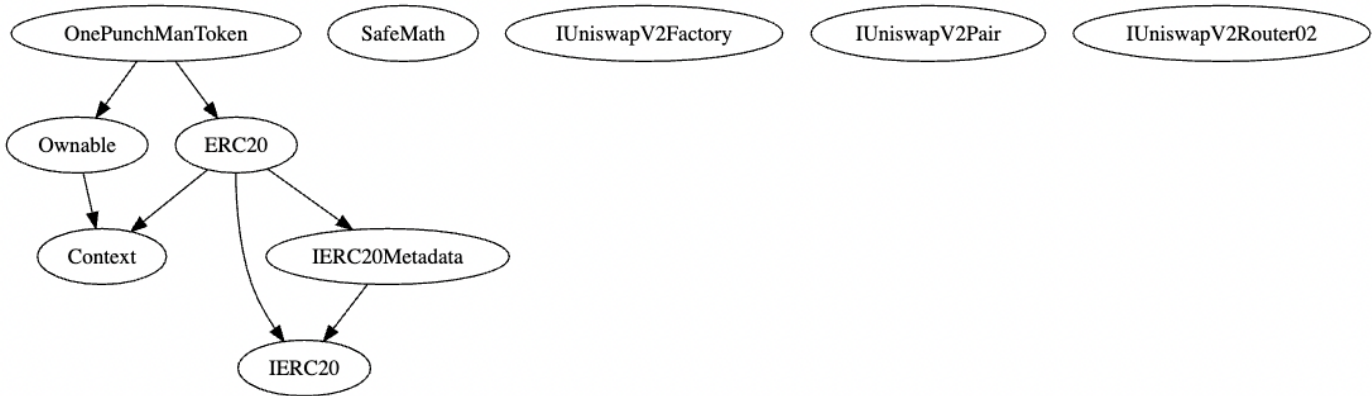 OnePunchManToken
SafeMath
IUniswapV2Factory
IUniswapV2Pair
IUniswapV2Router02
Ownable
ERC20
Context
IERC20Metadata
IERC20